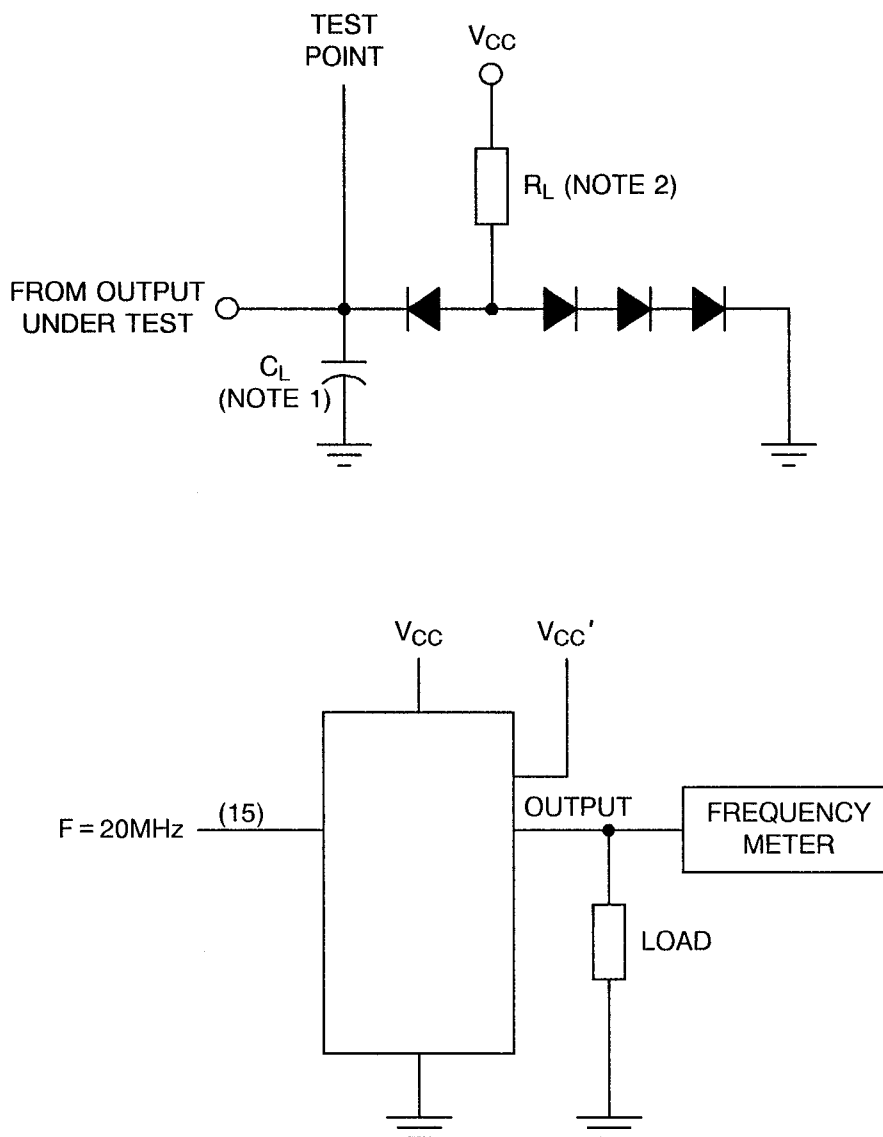 TEST
POINT
VCC
RL (NOTE 2)
FROM OUTPUT
UNDER TEST
CL
(NOTE 1)
VCC
VCC'
F = 20MHz
(15)
OUTPUT
FREQUENCY
METER
LOAD